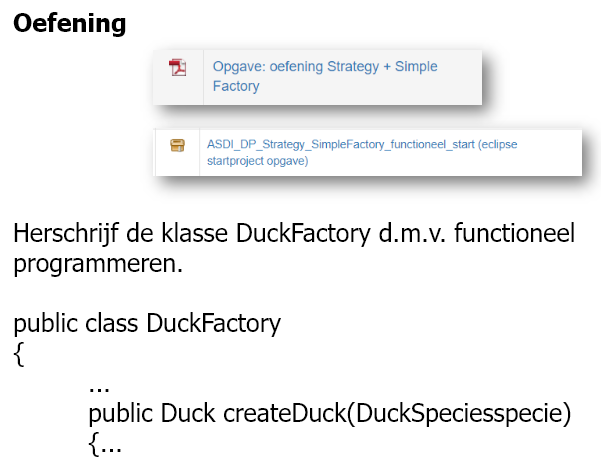 Oefening
Opgave: oefening Strategy + Simple
Factory
ASDI_DP_Strategy_SimpleFactory_functioneel_start (eclipse
startproject opgave)
Herschrijf de klasse DuckFactory d.m.v. functioneel
programmeren.
public class DuckFactory
{
...
public Duck createDuck(DuckSpeciesspecie)
{...